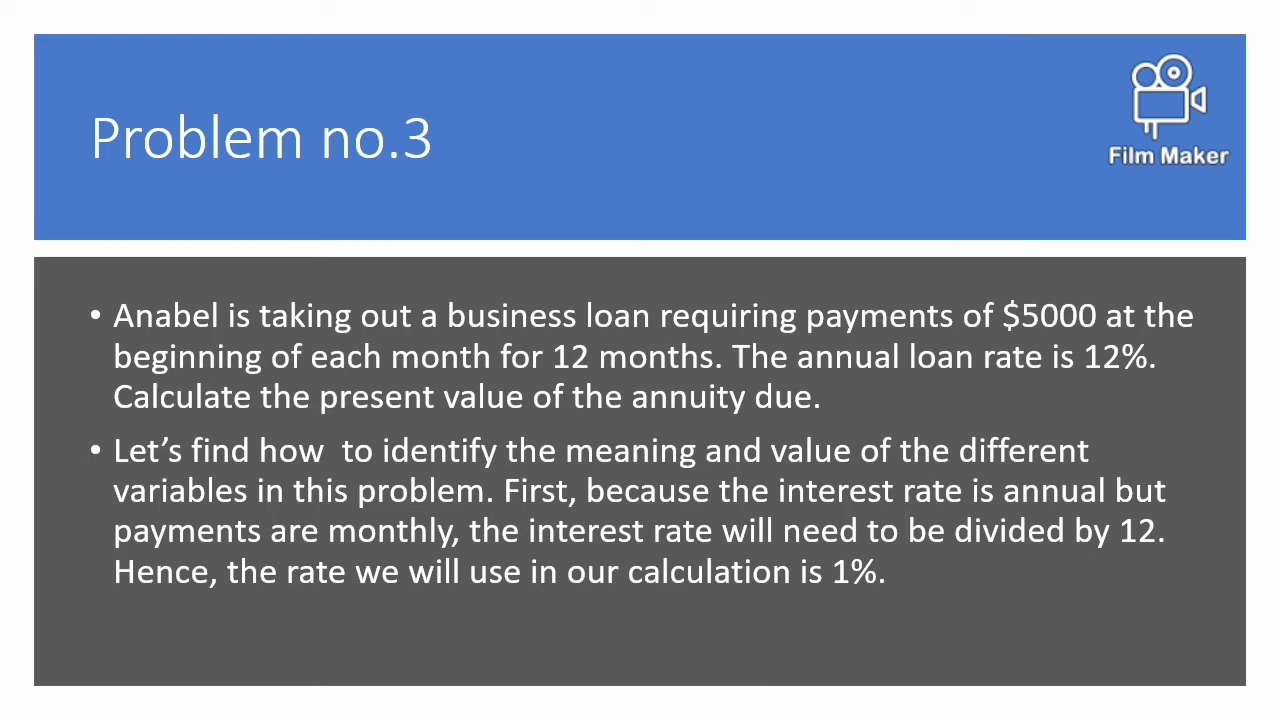 Problem no.3
Film Maker
• Anabel is taking out a business loan requiring payments of $5000 at the
beginning of each month for 12 months. The annual loan rate is 12%.
Calculate the present value of the annuity due.
• Let’s find how  to identify the meaning and value of the different
variables in this problem. First, because the interest rate is annual but
payments are monthly, the interest rate will need to be divided by 12.
Hence, the rate we will use in our calculation is 1%.